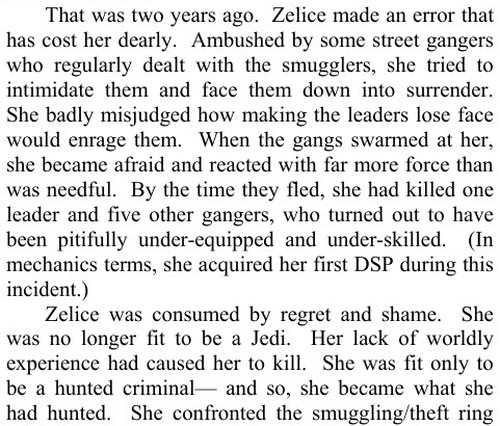 That was two years ago. Zelice made an error that
has cost her dearly. Ambushed by some street gangers
who regularly dealt with the smugglers, she tried to
intimidate them and face them down into surrender.
She badly misjudged how making the leaders lose face
would enrage them. When the gangs swarmed at her,
she became afraid and reacted with far more force than
was needful. By the time they fled, she had killed one
leader and five other gangers, who turned out to have
been pitifully under-equipped and under-skilled. (In
mechanics terms, she acquired her first DSP during this
incident.)
Zelice was consumed by regret and shame. She
was no longer fit to be a Jedi. Her lack of worldly
experience had caused her to kill. She was fit only to
be a hunted criminal— and so, she became what she
had hunted. She confronted the smuggling/theft ring